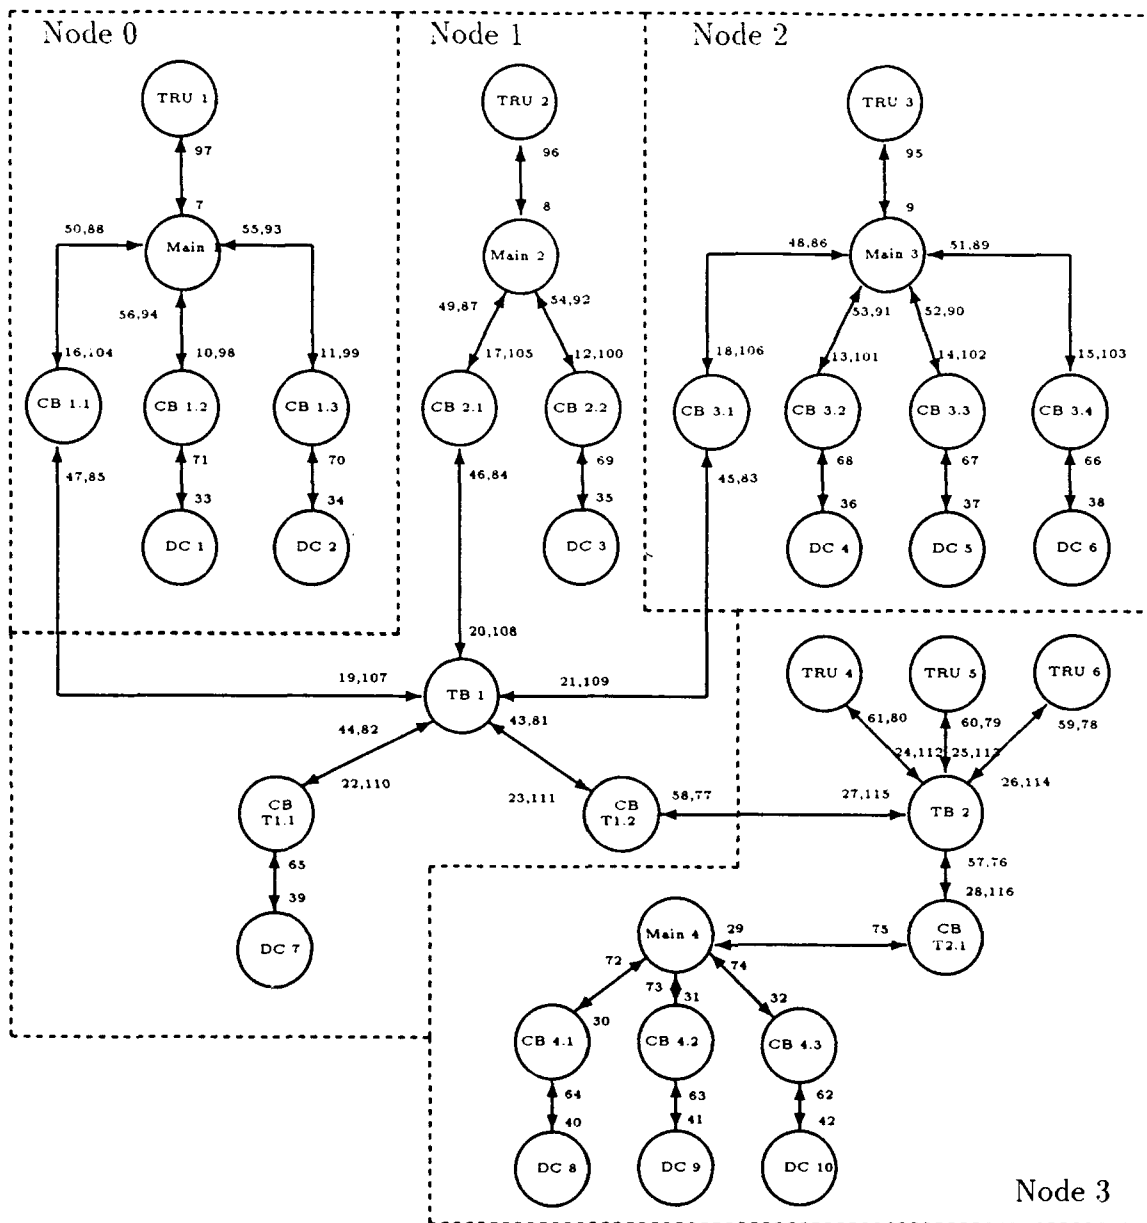 Node 0
Node 1
Node 2
TRU 1
TRU 2
TRU 3
97
96
95
7
8
9
50,88
55,93
48,86
51,89
Main
Main 2
Main 3
56,94
49,87
54,92
53,91
52,90
16,104
10,98
11,99
17,105
12,100
18,106
13,101
14,102
15,103
CB 1.1
CB 1.2
CB 1.3
CB 2.1
CB 2.2
CB 3.1
CB 3.2
CB 3.3
CB 3.4
47,85
71
70
46,84
69
45,83
68
67
66
33
34
35
36
37
38
DC 1
DC 2
DC 3
DC 4
DC 5
DC 6
20,108
19,107
21,109
TB 1
TRU 4
TRU 5
TRU 6
44,82
43,81
61,80
60,79
59,78
24,112
25,113
26,114
22,110
23,111
58,77
27,115
CB
T1.1
CB
T1.2
TB 2
65
57,76
39
28,116
DC 7
Main 4
29
75
CB
T2.1
72
73
74
30
31
32
CB 4.1
CB 4.2
CB 4.3
64
63
62
40
41
42
DC 8
DC 9
DC 10
Node 3